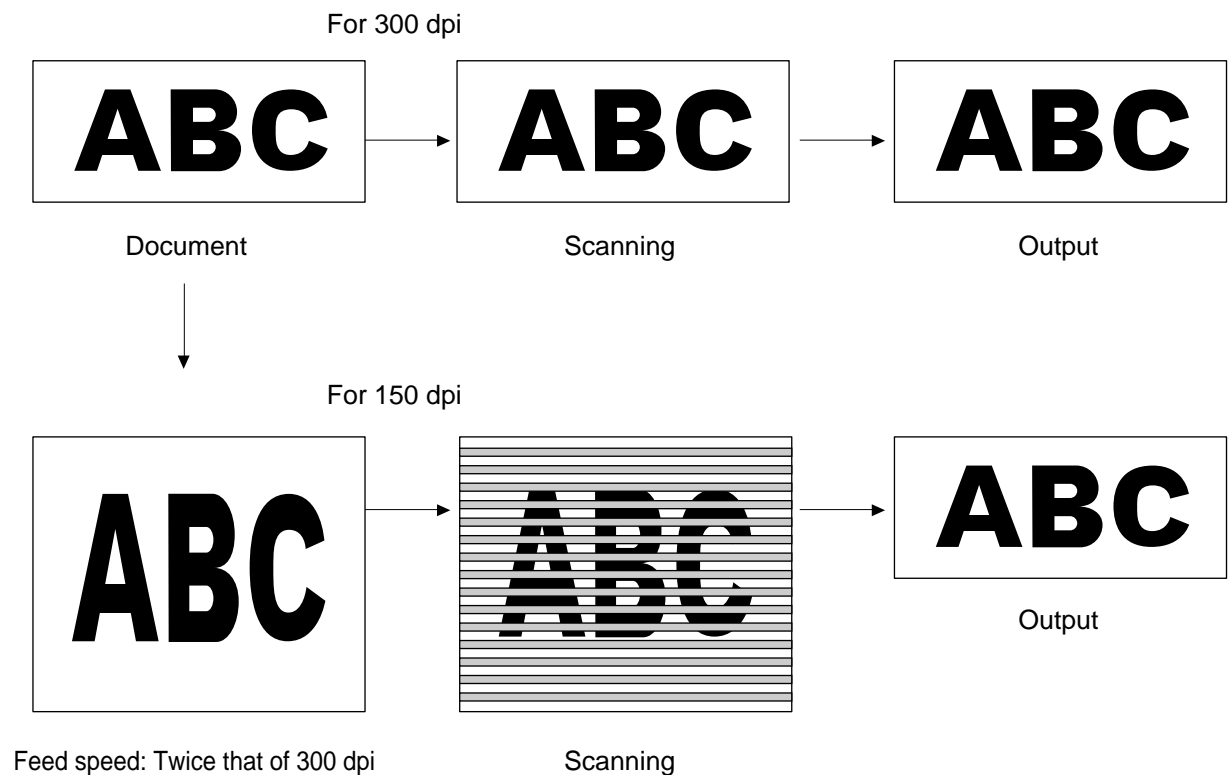 For 300 dpi
ABC ABC ABC
Document Scanning Output
For 150 dpi
ABC ABC ABC
Output
Feed speed: Twice that of 300 dpi Scanning